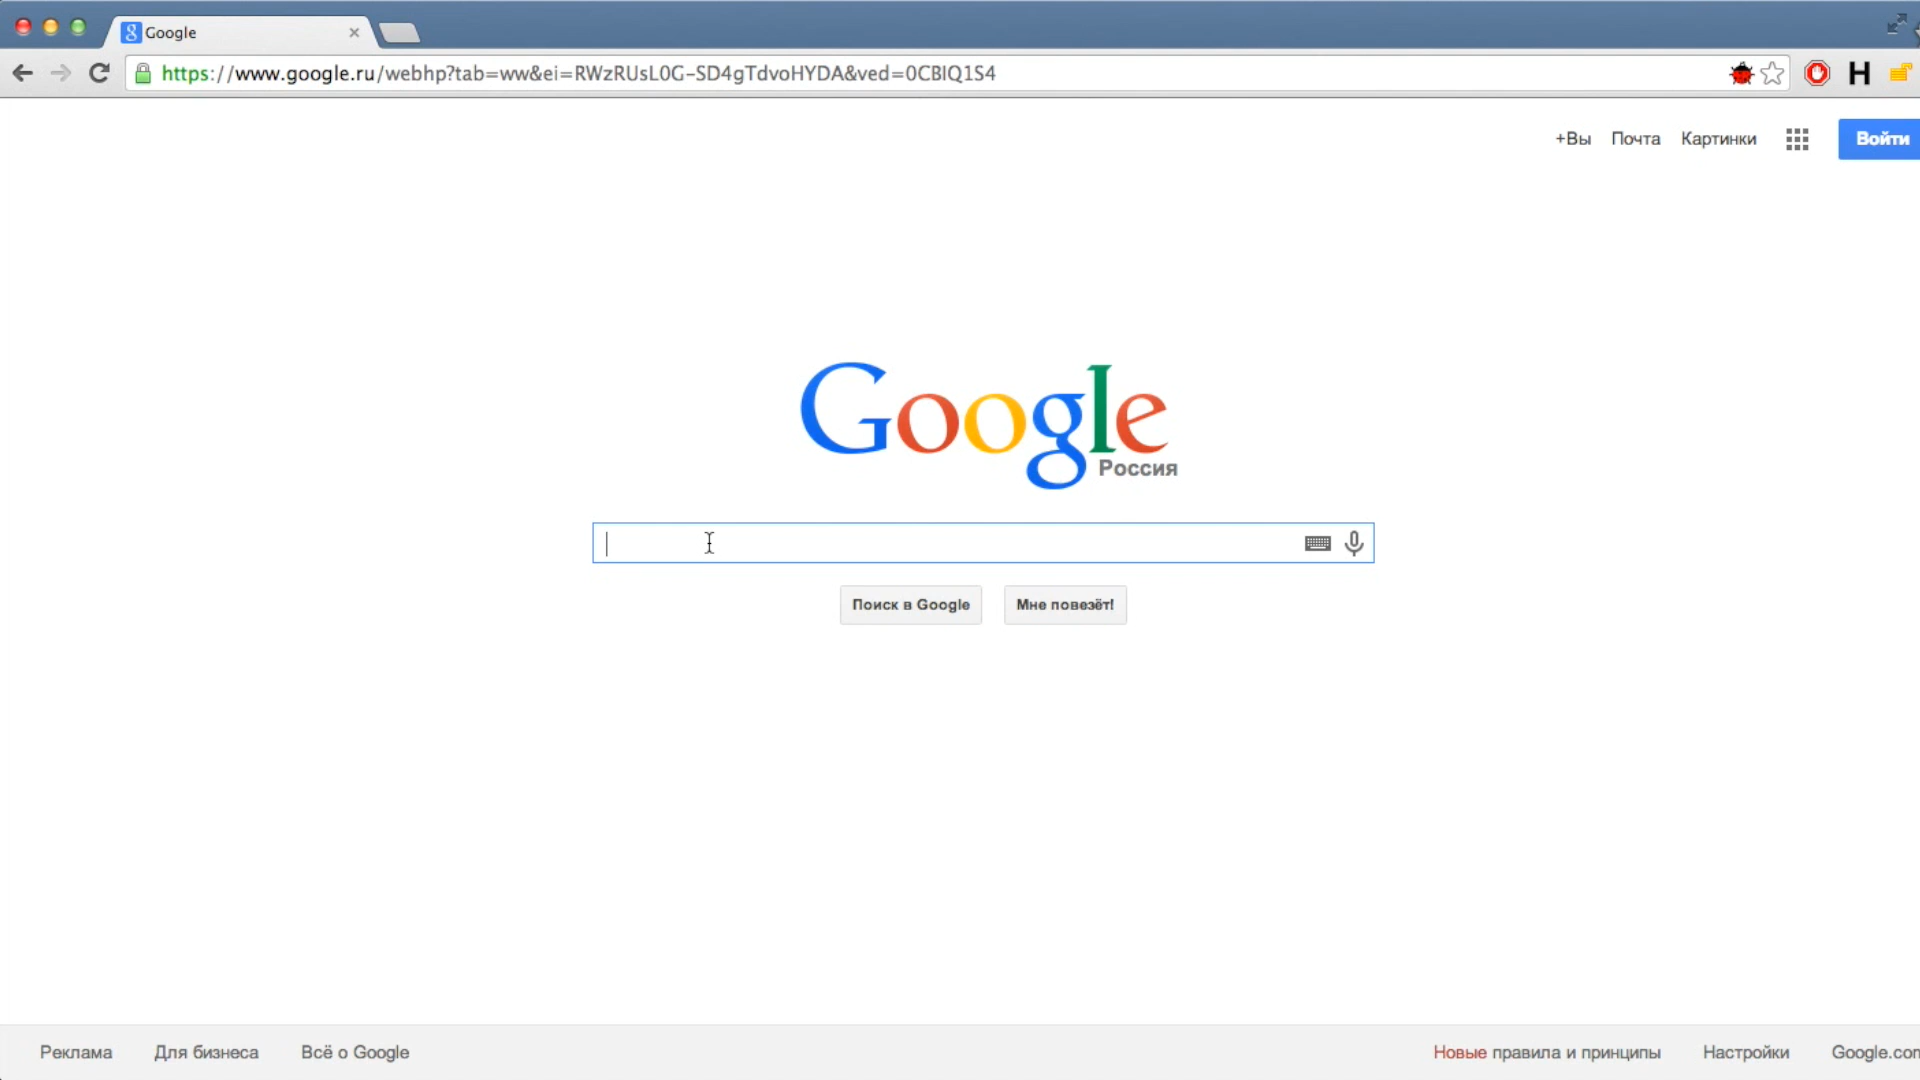 Google
https://www.google.ru/webhp?tab=ww&ei=RWzRUsL0G-SD4gTdvoHYDA&ved=0CBIQ1S4
H
+Вы Почта Картинки Войти
Google
Россия
Поиск в Google Мне повезёт!
Реклама Для бизнеса Всё о Google Новые правила и принципы Настройки Google.com